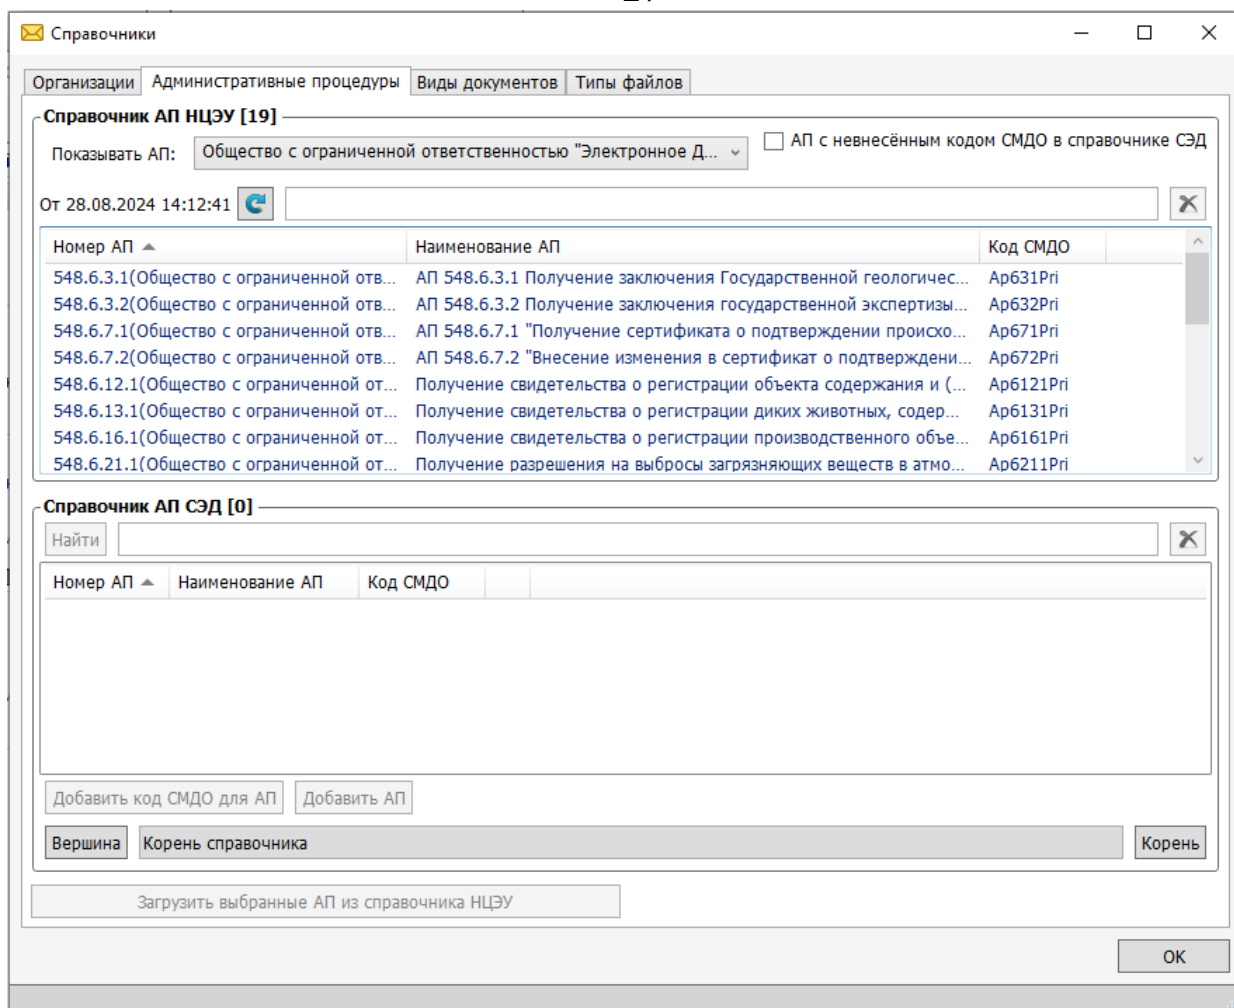 Справочники
Организации Административные процедуры Виды документов Типы файлов
Справочник АП НЦЭУ [19]
Показывать АП: Общество с ограниченной ответственностью "Электронное Д... АП с невнесённым кодом СМДО в справочнике СЭД
От 28.08.2024 14:12:41
Номер АП Наименование АП Код СМДО
548.6.3.1(Общество с ограниченной отв... АП 548.6.3.1 Получение заключения Государственной геологичес... Ap631Pri
548.6.3.2(Общество с ограниченной отв... АП 548.6.3.2 Получение заключения государственной экспертизы... Ap632Pri
548.6.7.1(Общество с ограниченной отв... АП 548.6.7.1 "Получение сертификата о подтверждении происхо... Ap671Pri
548.6.7.2(Общество с ограниченной отв... АП 548.6.7.2 "Внесение изменения в сертификат о подтверждени... Ap672Pri
548.6.12.1(Общество с ограниченной от... Получение свидетельства о регистрации объекта содержания и (... Ap6121Pri
548.6.13.1(Общество с ограниченной от... Получение свидетельства о регистрации диких животных, содер... Ap6131Pri
548.6.16.1(Общество с ограниченной от... Получение свидетельства о регистрации производственного объе... Ap6161Pri
548.6.21.1(Общество с ограниченной от... Получение разрешения на выбросы загрязняющих веществ в атмо... Ap6211Pri
Справочник АП СЭД [0]
Найти
Номер АП Наименование АП Код СМДО
Добавить код СМДО для АП Добавить АП
Вершина Корень справочника Корень
Загрузить выбранные АП из справочника НЦЭУ
OK